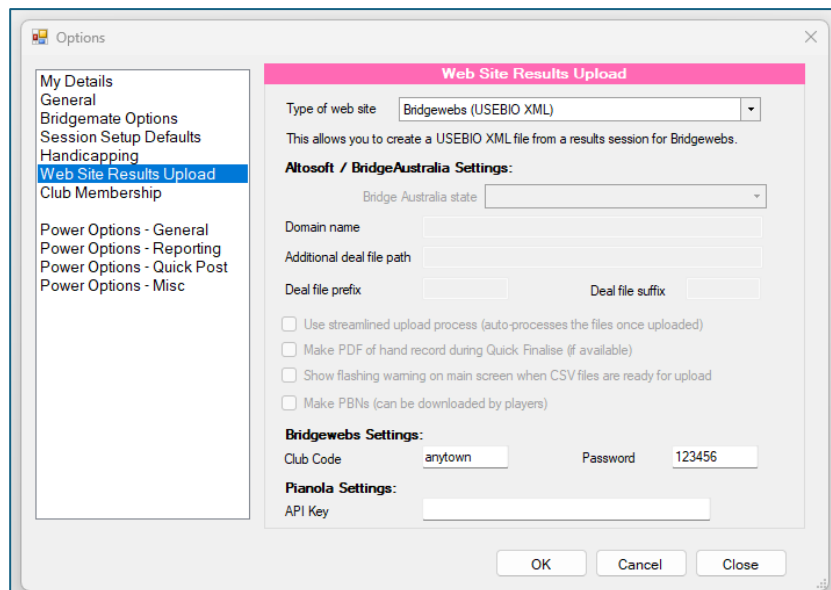 Options
My Details
General
Bridgemate Options
Session Setup Defaults
Handicapping
Web Site Results Upload
Club Membership
Power Options - General
Power Options - Reporting
Power Options - Quick Post
Power Options - Misc
Web Site Results Upload
Type of web site Bridgewebs (USEBIO XML)
This allows you to create a USEBIO XML file from a results session for Bridgewebs.
Altosoft / BridgeAustralia Settings:
Bridge Australia state
Domain name
Additional deal file path
Deal file prefix Deal file suffix
Use streamlined upload process (auto-processes the files once uploaded)
Make PDF of hand record during Quick Finalise (if available)
Show flashing warning on main screen when CSV files are ready for upload
Make PBNs (can be downloaded by players)
Bridgewebs Settings:
Club Code anytown Password 123456
Pianola Settings:
API Key
OK Cancel Close